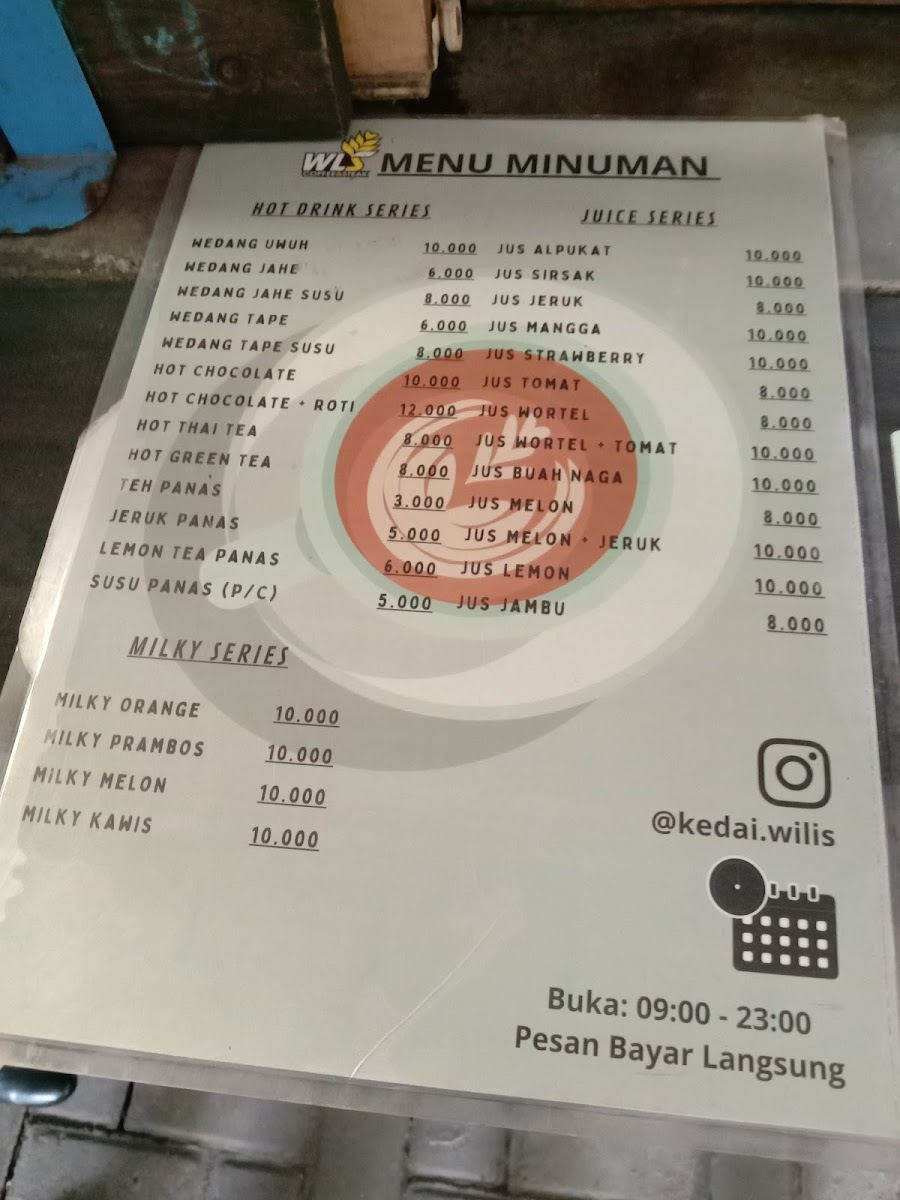 WLS
COFFEE&STEAK
MENU MINUMAN
HOT DRINK SERIES
WEDANG UWUH 10.000
WEDANG JAHE 6.000
WEDANG JAHE SUSU 8.000
WEDANG TAPE 6.000
WEDANG TAPE SUSU 8.000
HOT CHOCOLATE 10.000
HOT CHOCOLATE + ROTI 12.000
HOT THAI TEA 8.000
HOT GREEN TEA 8.000
TEH PANAS 3.000
JERUK PANAS 5.000
LEMON TEA PANAS 6.000
SUSU PANAS (P/C) 5.000
JUICE SERIES
JUS ALPUKAT 10.000
JUS SIRSAK 10.000
JUS JERUK 8.000
JUS MANGGA 10.000
JUS STRAWBERRY 10.000
JUS TOMAT 8.000
JUS WORTEL 8.000
JUS WORTEL + TOMAT 10.000
JUS BUAH NAGA 10.000
JUS MELON 8.000
JUS MELON + JERUK 10.000
JUS LEMON 10.000
JUS JAMBU 8.000
MILKY SERIES
MILKY ORANGE 10.000
MILKY PRAMBOS 10.000
MILKY MELON 10.000
MILKY KAWIS 10.000
@kedai.wilis
Buka: 09:00 - 23:00
Pesan Bayar Langsung